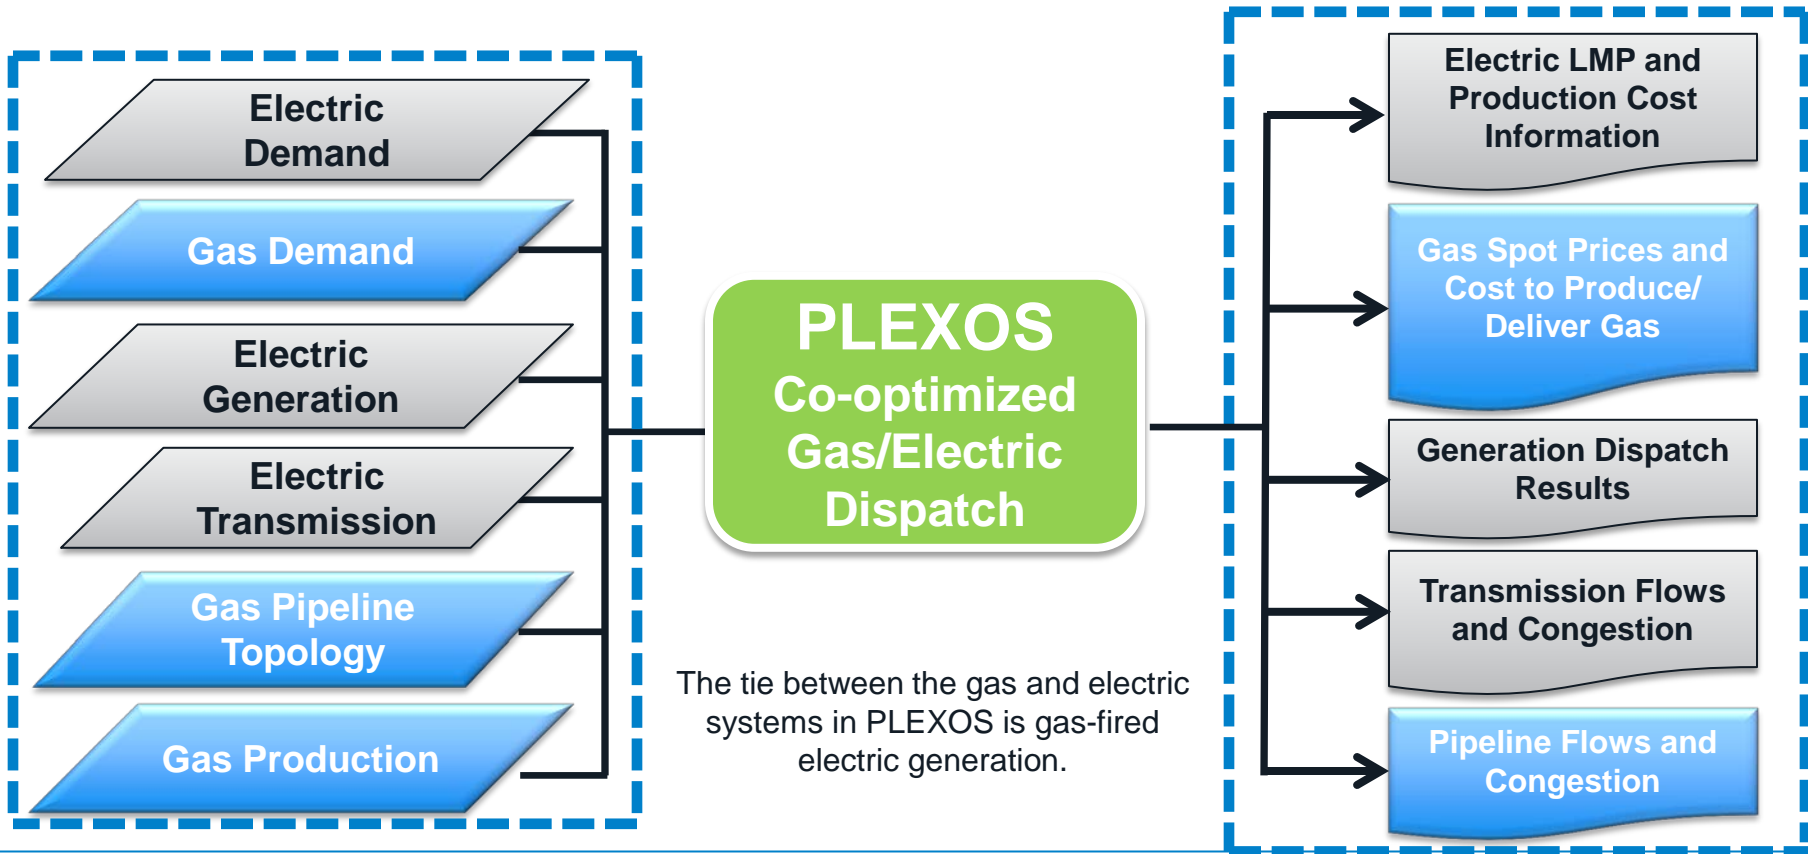 Electric
Demand
Gas Demand
Electric
Generation
Electric
Transmission
Gas Pipeline
Topology
Gas Production
PLEXOS
Co-optimized
Gas/Electric
Dispatch
The tie between the gas and electric
systems in PLEXOS is gas-fired
electric generation.
Electric LMP and
Production Cost
Information
Gas Spot Prices and
Cost to Produce/
Deliver Gas
Generation Dispatch
Results
Transmission Flows
and Congestion
Pipeline Flows and
Congestion